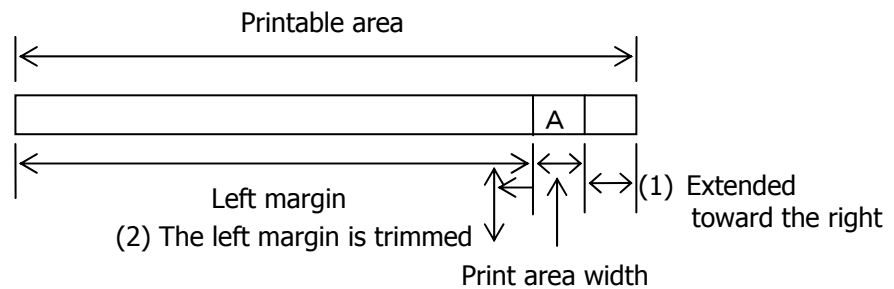 Printable area
A
Left margin
(1) Extended
toward the right
(2) The left margin is trimmed
Print area width